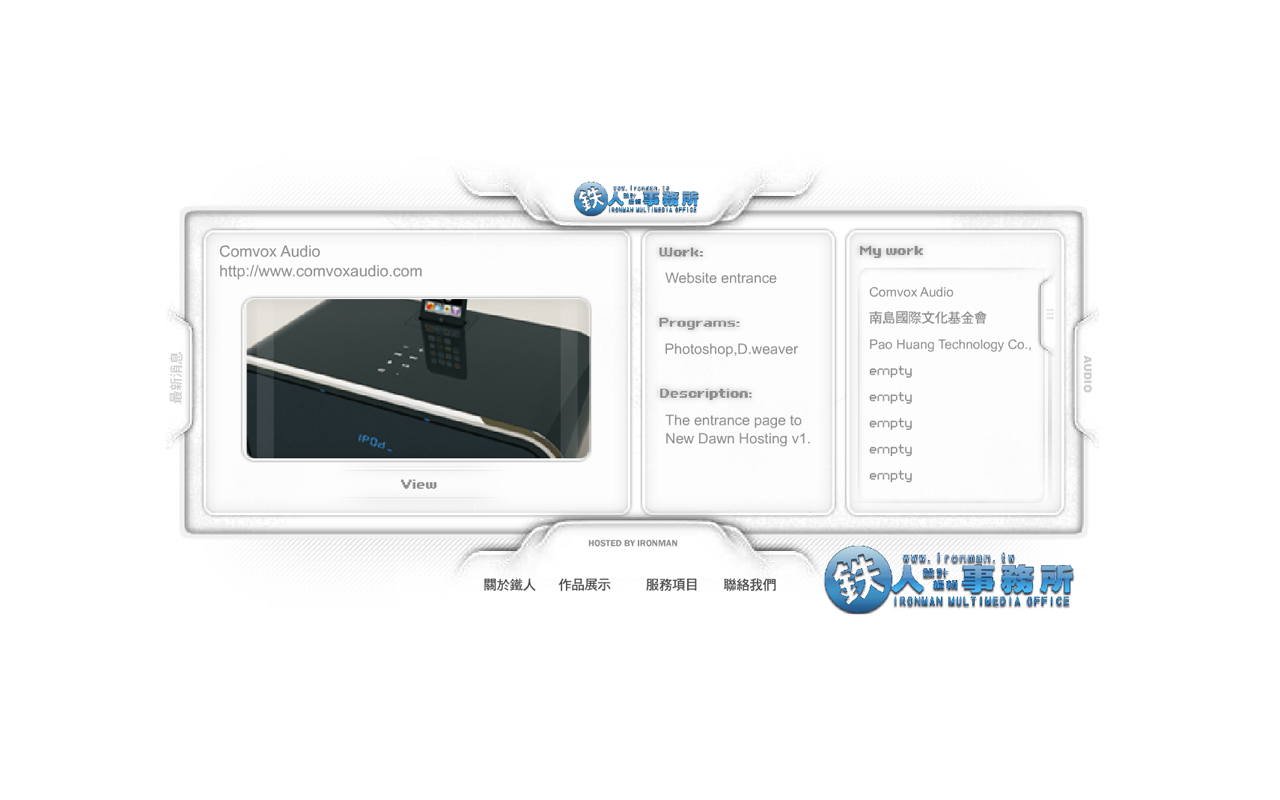 www.ironman.tw
鉄人設計編輯事務所
IRONMAN MULTIMEDIA OFFICE
Comvox Audio
http://www.comvoxaudio.com
iPod
View
Work:
Website entrance
Programs:
Photoshop,D.weaver
Description:
The entrance page to
New Dawn Hosting v1.
My work
Comvox Audio
南島國際文化基金會
Pao Huang Technology Co.,
empty
empty
empty
empty
empty
最新消息
AUDIO
HOSTED BY IRONMAN
關於鐵人 作品展示 服務項目 聯絡我們
www.ironman.tw
鉄人設計編輯事務所
IRONMAN MULTIMEDIA OFFICE